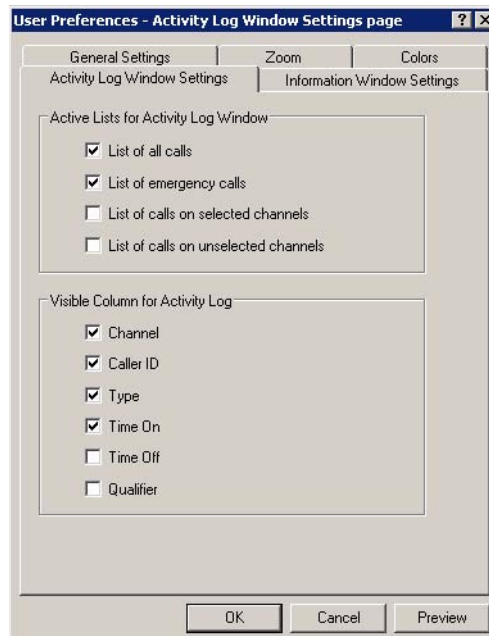 User Preferences - Activity Log Window Settings page
General Settings Zoom Colors
Activity Log Window Settings Information Window Settings
Active Lists for Activity Log Window
List of all calls
List of emergency calls
List of calls on selected channels
List of calls on unselected channels
Visible Column for Activity Log
Channel
Caller ID
Type
Time On
Time Off
Qualifier
OK Cancel Preview